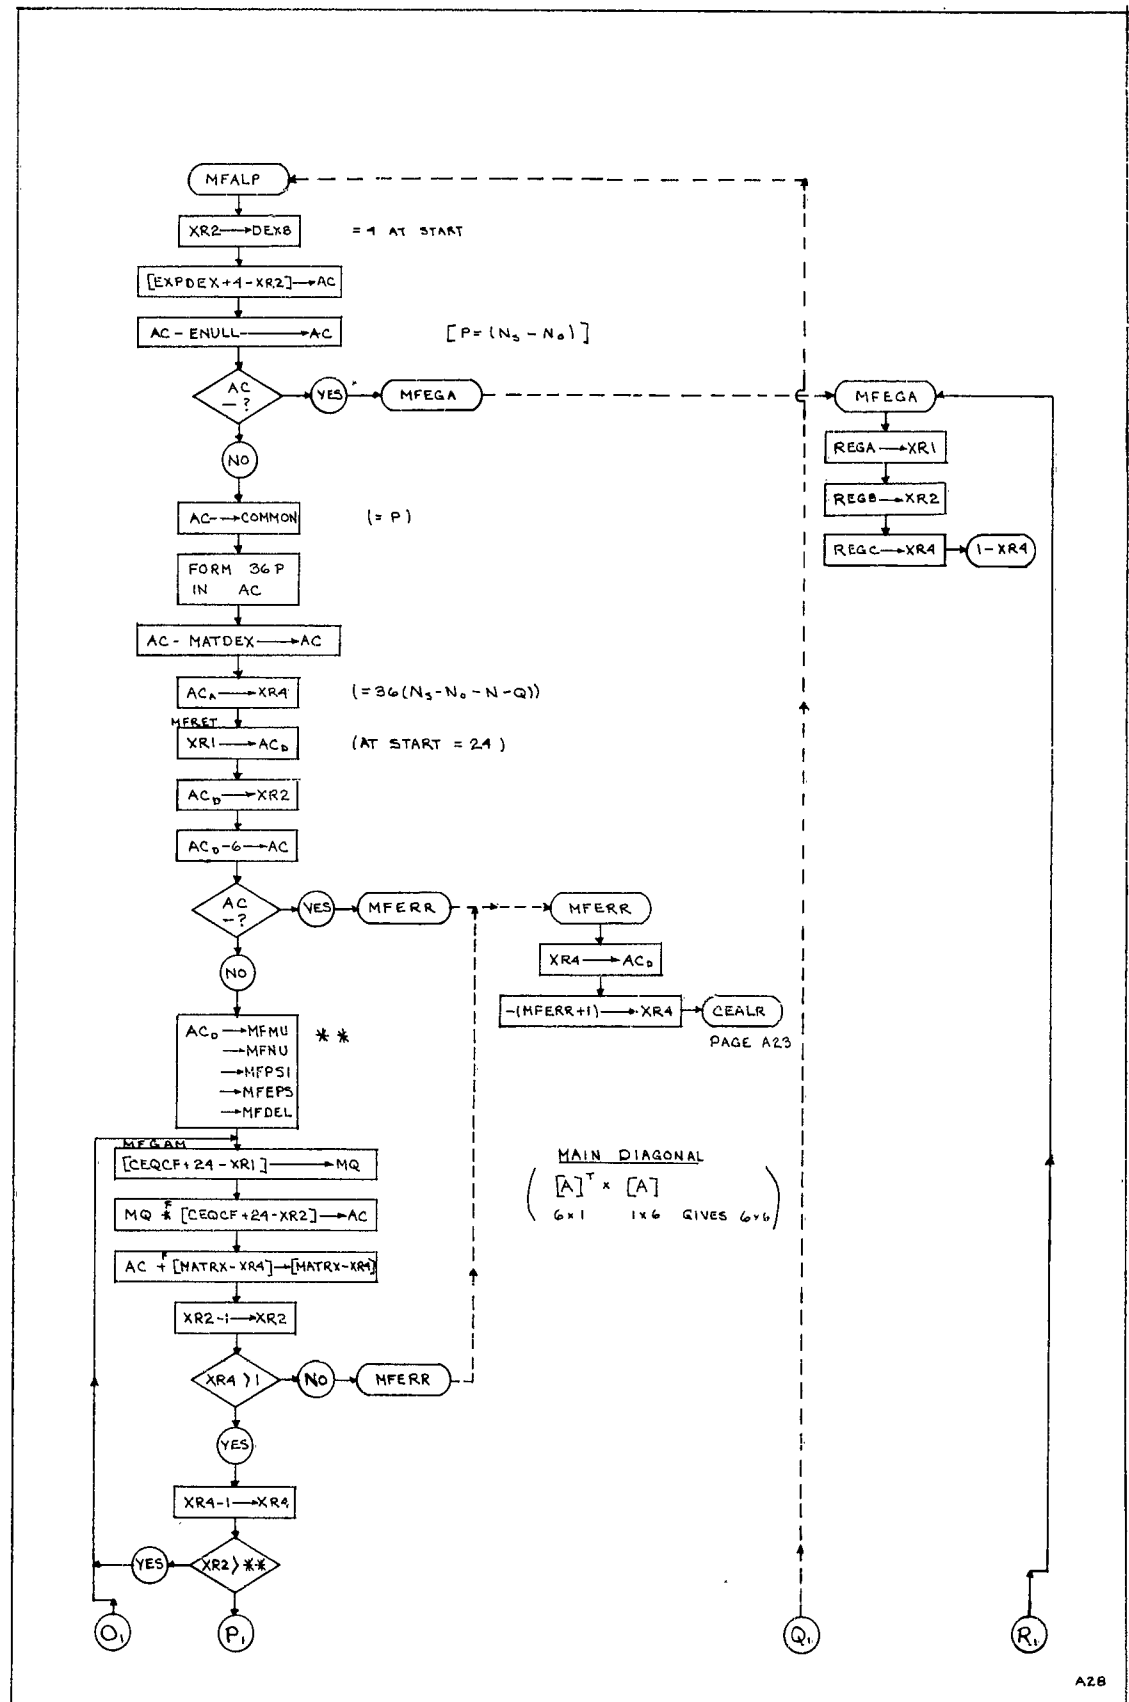 MFALP
XR2→DEXB
= 4 AT START
[EXPDEX+4-XR2]→AC
AC-ENULL→AC
[P=(Ns-No)]
AC
-?
YES
MFEGA
MFEGA
NO
REGA→XR1
REGB→XR2
REGC→XR4
1-XR4
AC→COMMON
(= P)
FORM 36P
IN AC
AC-MATDEX→AC
ACA→XR4
(=36(Ns-No-N-Q))
MFRET
XR1→ACD
(AT START = 24)
ACD→XR2
ACD-6→AC
AC
-?
YES
MFERR
MFERR
NO
XR4→ACD
-(MFERR+1)→XR4
CEALR
PAGE A23
ACD→MFMU
→MFNU
→MFPSI
→MFEPS
→MFDEL
**
MFGAM
[CEQCF+24-XR1]→MQ
MQ *F [CEQCF+24-XR2]→AC
AC +F [MATRX-XR4]→[MATRX-XR4]
MAIN DIAGONAL
[A]T × [A]
6×1 1×6 GIVES 6×6
XR2-1→XR2
XR4>1
NO
MFERR
YES
XR4-1→XR4
XR2>**
YES
O1
P1
Q1
R1
A28